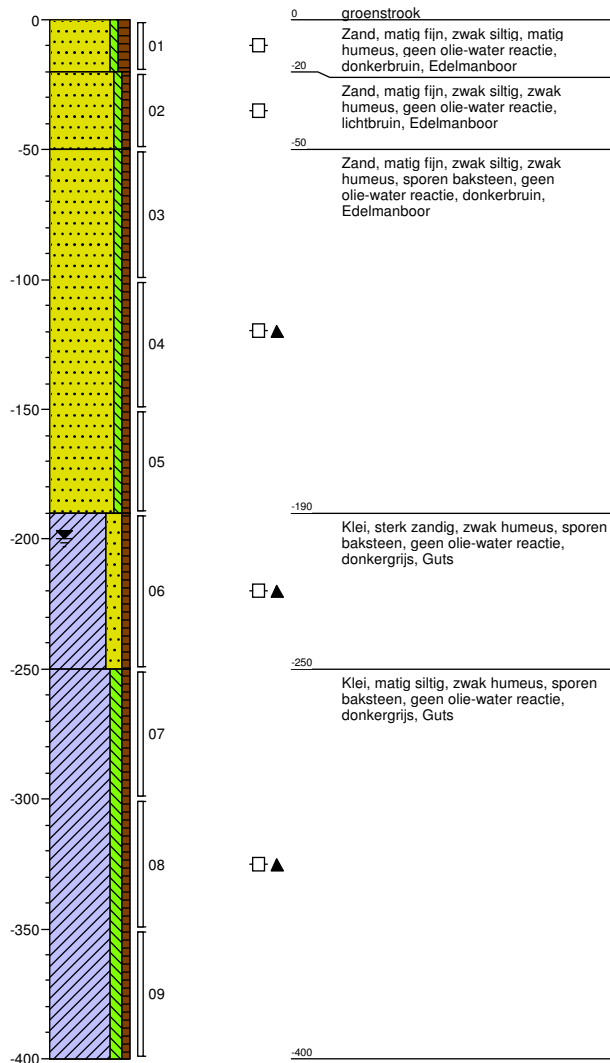 0
-50
-100
-150
-200
-250
-300
-350
-400
01
02
03
04
05
06
07
08
09
0
groenstrook
Zand, matig fijn, zwak siltig, matig
humeus, geen olie-water reactie,
donkerbruin, Edelmanboor
-20
Zand, matig fijn, zwak siltig, zwak
humeus, geen olie-water reactie,
lichtbruin, Edelmanboor
-50
Zand, matig fijn, zwak siltig, zwak
humeus, sporen baksteen, geen
olie-water reactie, donkerbruin,
Edelmanboor
-190
Klei, sterk zandig, zwak humeus, sporen
baksteen, geen olie-water reactie,
donkergrijs, Guts
-250
Klei, matig siltig, zwak humeus, sporen
baksteen, geen olie-water reactie,
donkergrijs, Guts
-400